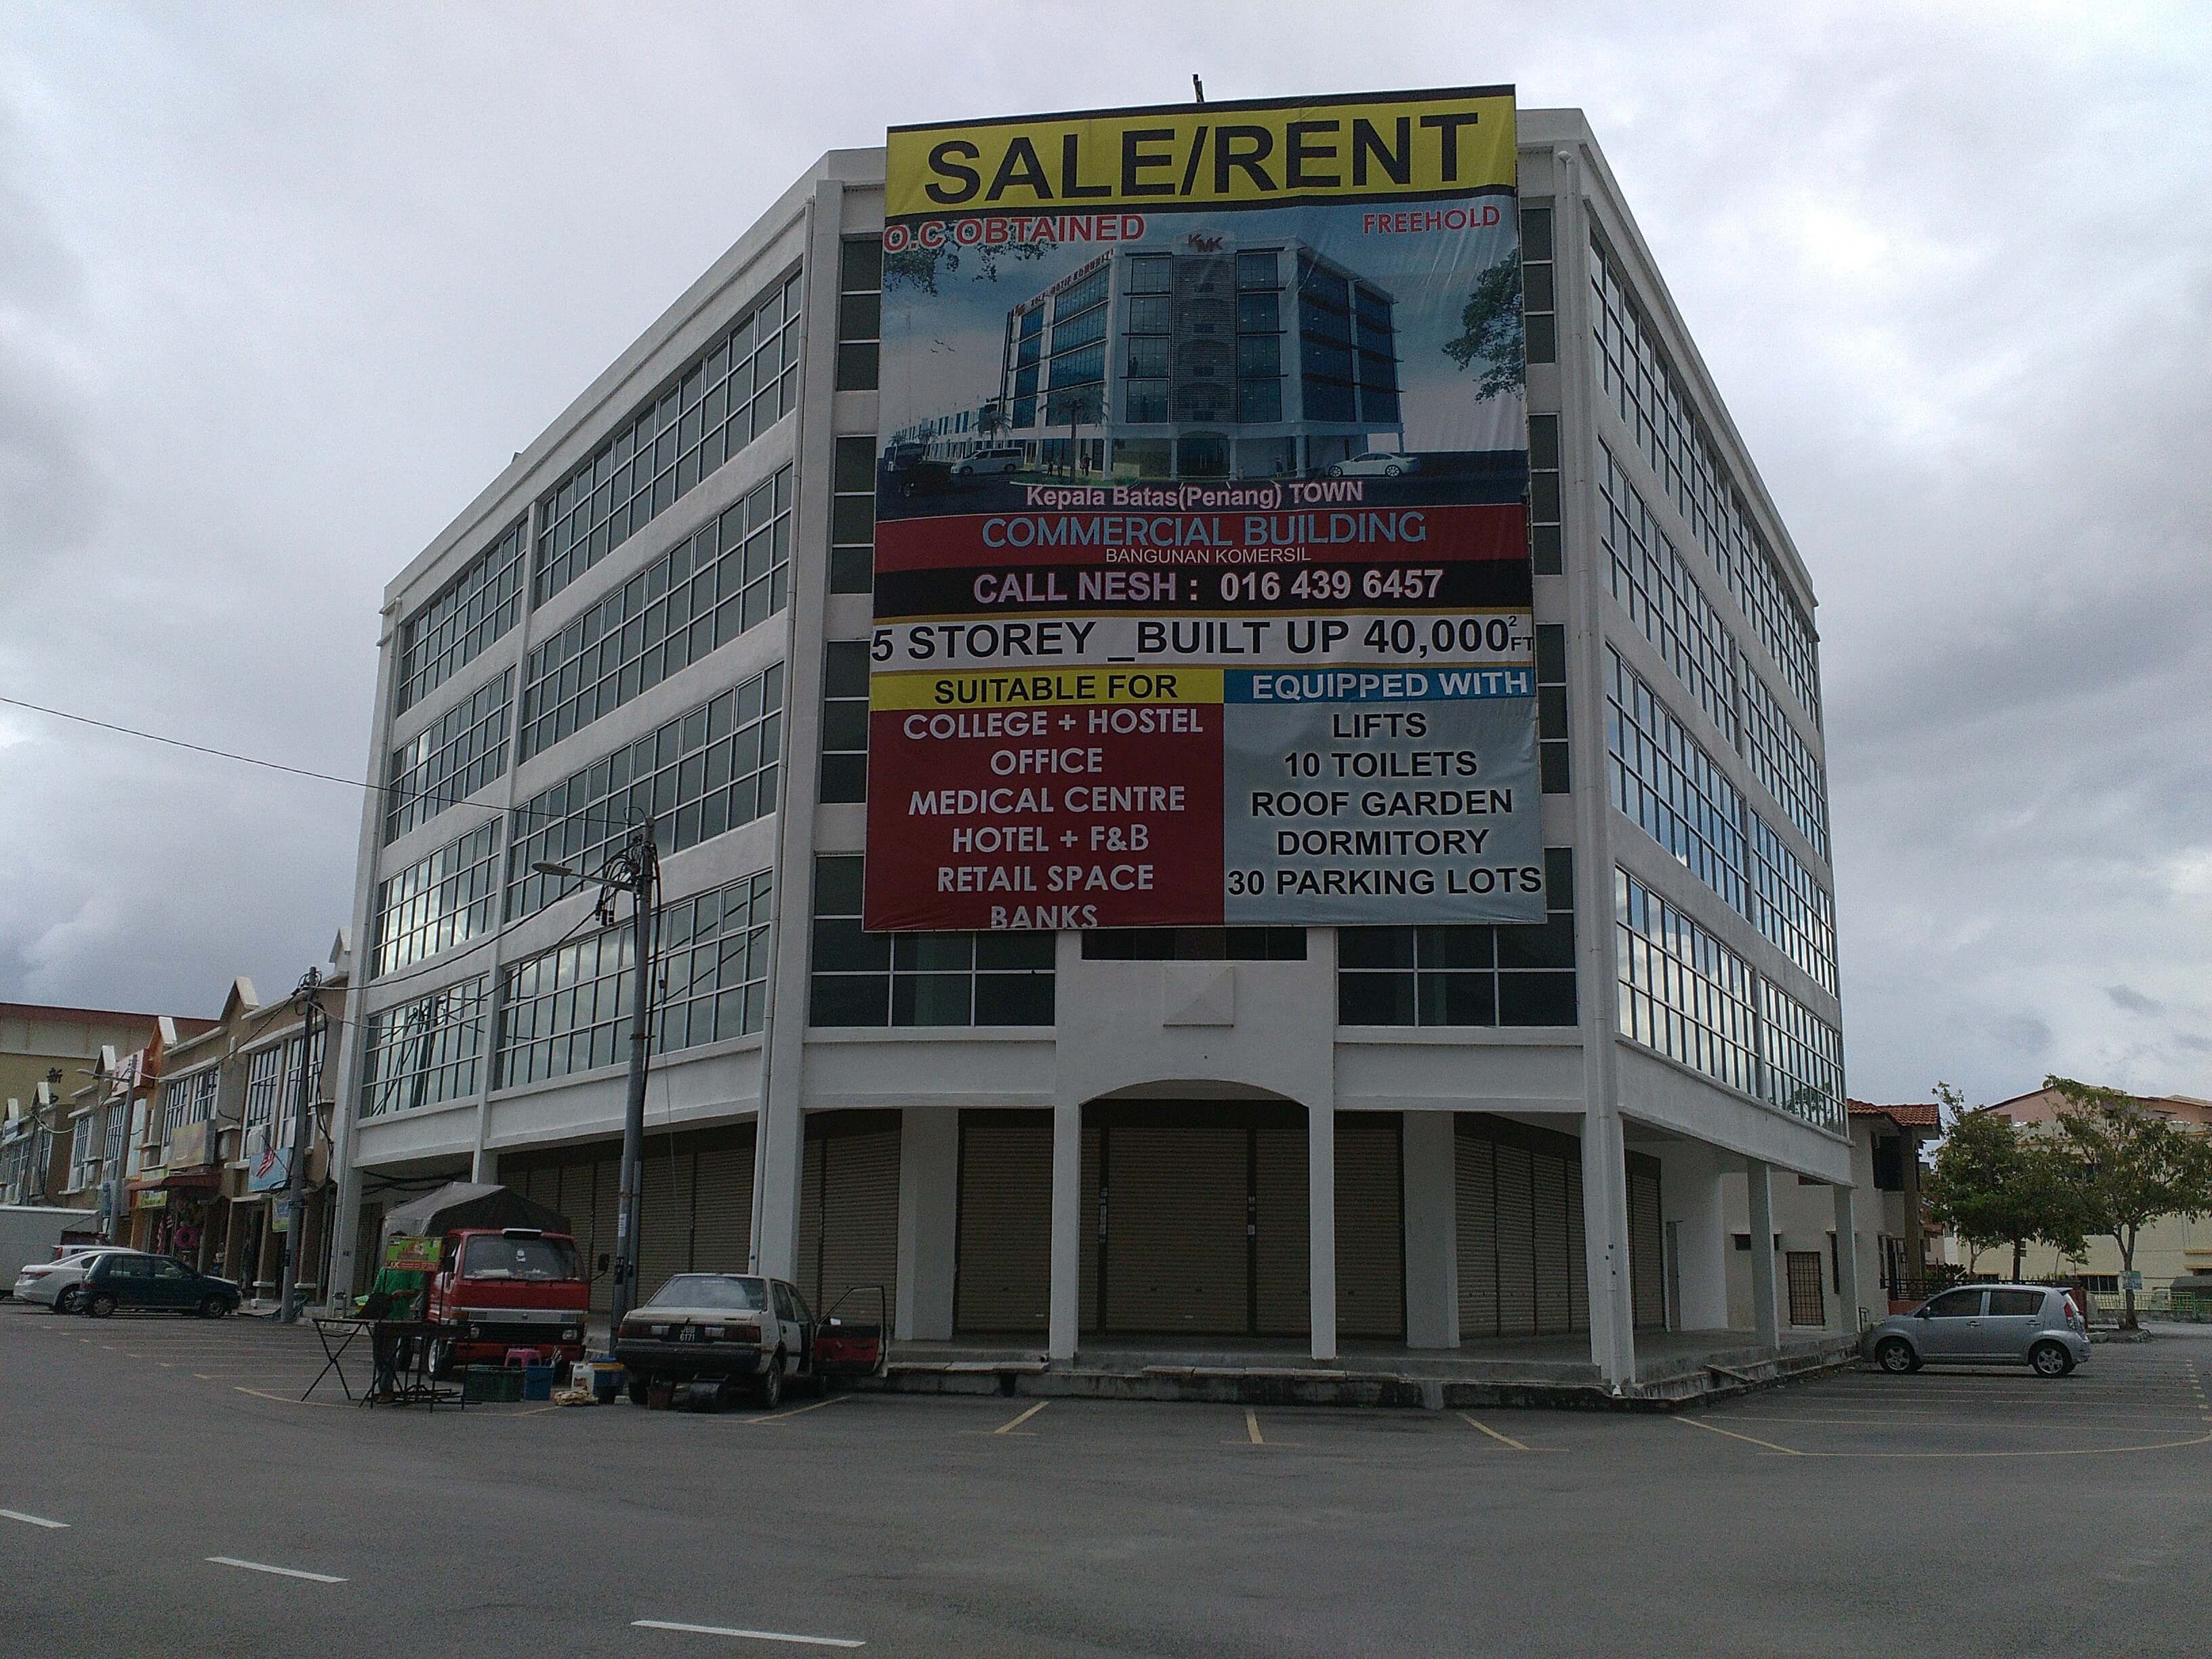 SALE/RENT
O.C OBTAINED
FREEHOLD
KMK
Kepala Batas(Penang) TOWN
COMMERCIAL BUILDING
BANGUNAN KOMERSIL
CALL NESH : 016 439 6457
5 STOREY _BUILT UP 40,000 FT²
SUITABLE FOR
COLLEGE + HOSTEL
OFFICE
MEDICAL CENTRE
HOTEL + F&B
RETAIL SPACE
BANKS
EQUIPPED WITH
LIFTS
10 TOILETS
ROOF GARDEN
DORMITORY
30 PARKING LOTS
新